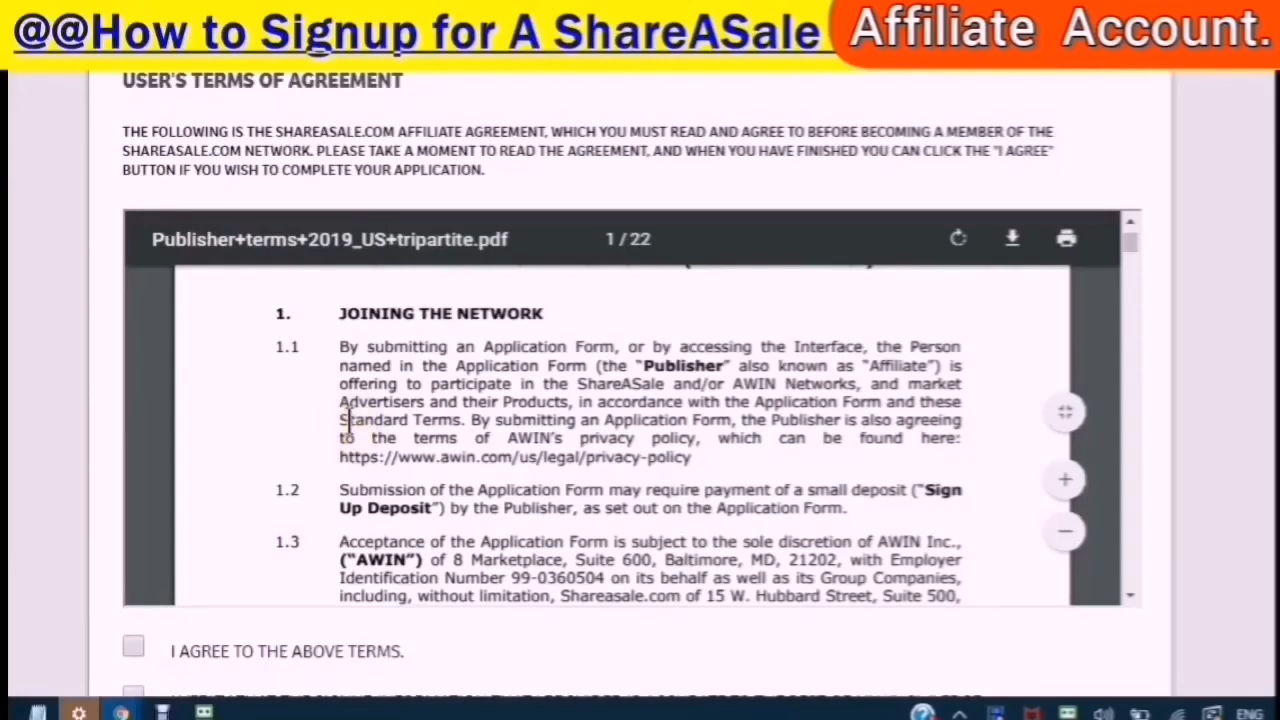 @@How to Signup for A ShareASale Affiliate Account.
USER'S TERMS OF AGREEMENT
THE FOLLOWING IS THE SHAREASALE.COM AFFILIATE AGREEMENT, WHICH YOU MUST READ AND AGREE TO BEFORE BECOMING A MEMBER OF THE
SHAREASALE.COM NETWORK. PLEASE TAKE A MOMENT TO READ THE AGREEMENT, AND WHEN YOU HAVE FINISHED YOU CAN CLICK THE "I AGREE"
BUTTON IF YOU WISH TO COMPLETE YOUR APPLICATION.
Publisher+terms+2019_US+tripartite.pdf 1 / 22
1. JOINING THE NETWORK
1.1 By submitting an Application Form, or by accessing the Interface, the Person
named in the Application Form (the “Publisher” also known as “Affiliate”) is
offering to participate in the ShareASale and/or AWIN Networks, and market
Advertisers and their Products, in accordance with the Application Form and these
Standard Terms. By submitting an Application Form, the Publisher is also agreeing
to the terms of AWIN’s privacy policy, which can be found here:
https://www.awin.com/us/legal/privacy-policy
1.2 Submission of the Application Form may require payment of a small deposit (“Sign
Up Deposit”) by the Publisher, as set out on the Application Form.
1.3 Acceptance of the Application Form is subject to the sole discretion of AWIN Inc.,
(“AWIN”) of 8 Marketplace, Suite 600, Baltimore, MD, 21202, with Employer
Identification Number 99-0360504 on its behalf as well as its Group Companies,
including, without limitation, Shareasale.com of 15 W. Hubbard Street, Suite 500,
I AGREE TO THE ABOVE TERMS.
ENG